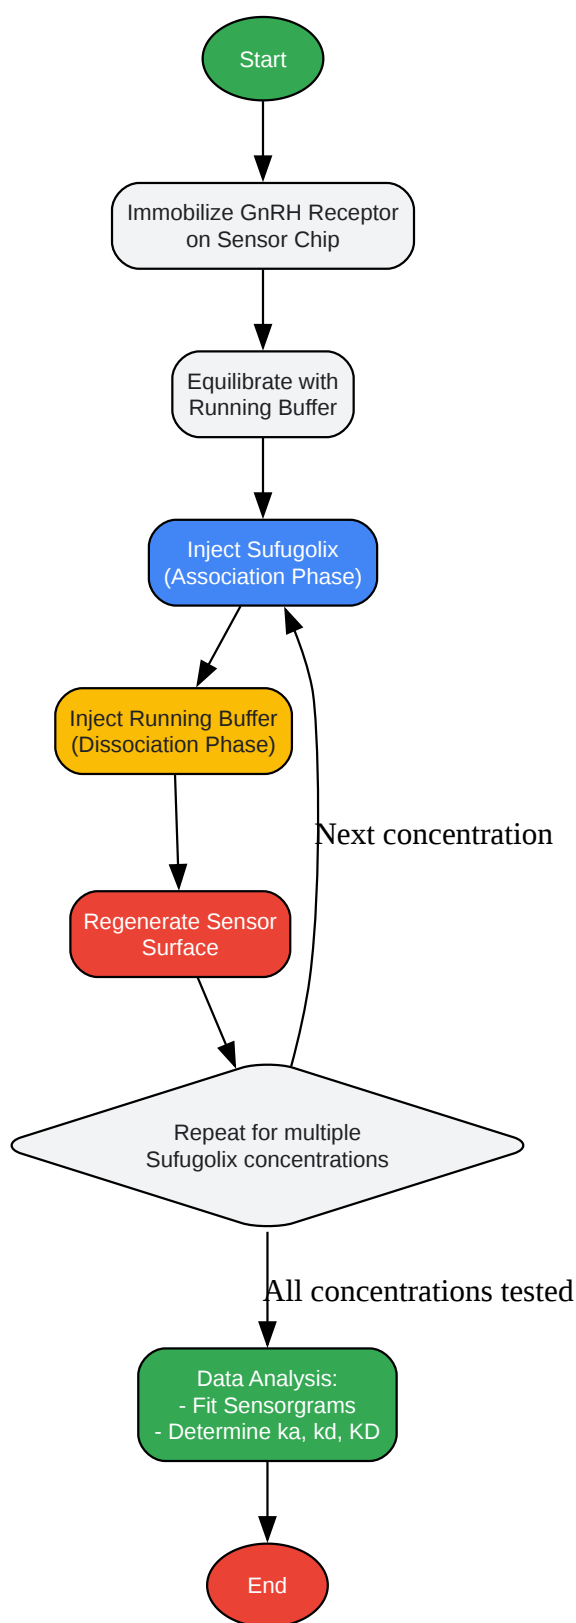 Start
Immobilize GnRH Receptor
on Sensor Chip
Equilibrate with
Running Buffer
Inject Sufugolix
(Association Phase)
Inject Running Buffer
(Dissociation Phase)
Next concentration
Regenerate Sensor
Surface
Repeat for multiple
Sufugolix concentrations
All concentrations tested
Data Analysis:
- Fit Sensorgrams
- Determine ka, kd, KD
End